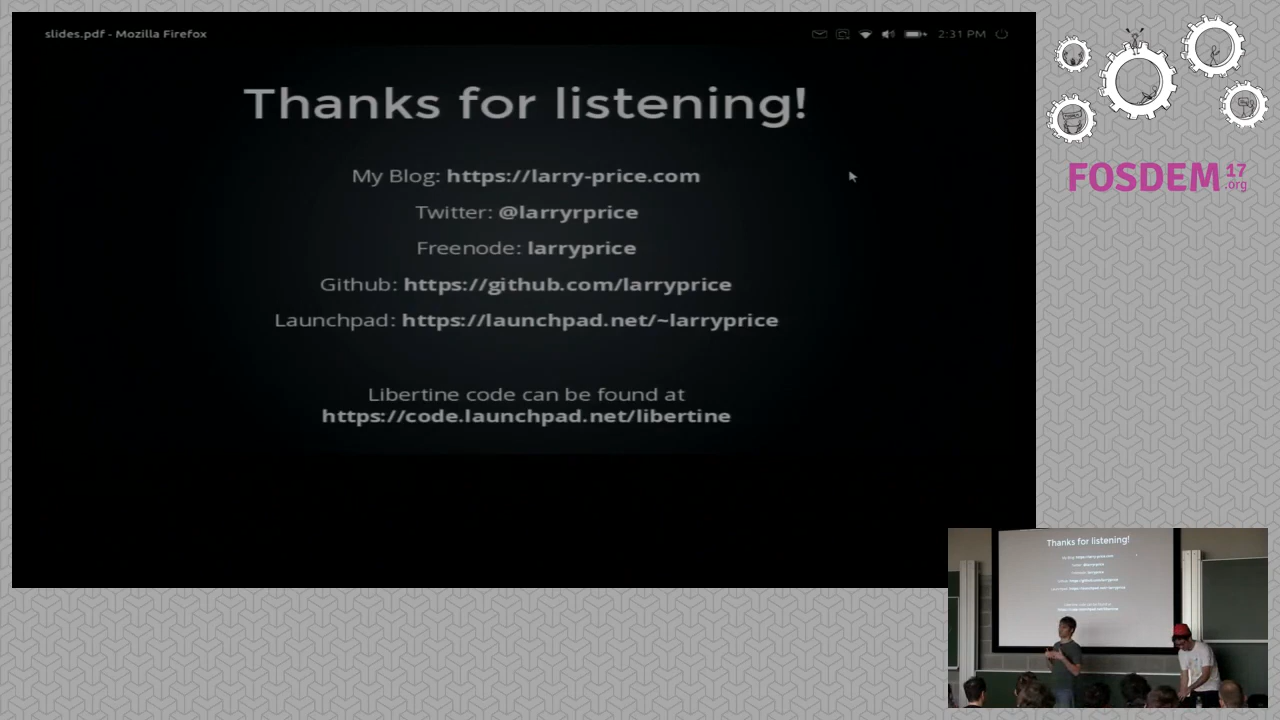 slides.pdf - Mozilla Firefox
2:31 PM
Thanks for listening!
My Blog: https://larry-price.com
Twitter: @larryrprice
Freenode: larryprice
Github: https://github.com/larryprice
Launchpad: https://launchpad.net/~larryprice
Libertine code can be found at
https://code.launchpad.net/libertine
FOSDEM 17
.org
Thanks for listening!